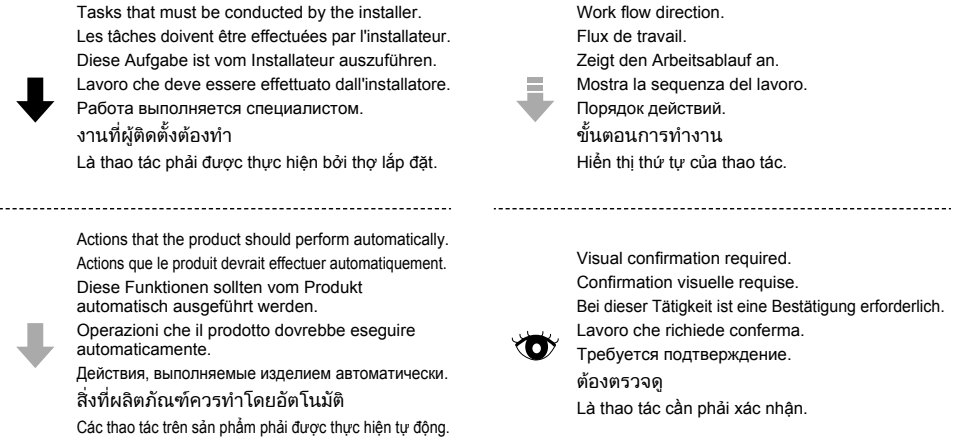 Tasks that must be conducted by the installer.
Les tâches doivent être effectuées par l'installateur.
Diese Aufgabe ist vom Installateur auszuführen.
Lavoro che deve essere effettuato dall'installatore.
Работа выполняется специалистом.
งานที่ผู้ติดตั้งต้องทำ
Là thao tác phải được thực hiện bởi thợ lắp đặt.
Work flow direction.
Flux de travail.
Zeigt den Arbeitsablauf an.
Mostra la sequenza del lavoro.
Порядок действий.
ขั้นตอนการทำงาน
Hiển thị thứ tự của thao tác.
Actions that the product should perform automatically.
Actions que le produit devrait effectuer automatiquement.
Diese Funktionen sollten vom Produkt
automatisch ausgeführt werden.
Operazioni che il prodotto dovrebbe eseguire
automaticamente.
Действия, выполняемые изделием автоматически.
สิ่งที่ผลิตภัณฑ์ควรทำโดยอัตโนมัติ
Các thao tác trên sản phẩm phải được thực hiện tự động.
Visual confirmation required.
Confirmation visuelle requise.
Bei dieser Tätigkeit ist eine Bestätigung erforderlich.
Lavoro che richiede conferma.
Требуется подтверждение.
ต้องตรวจดู
Là thao tác cần phải xác nhận.